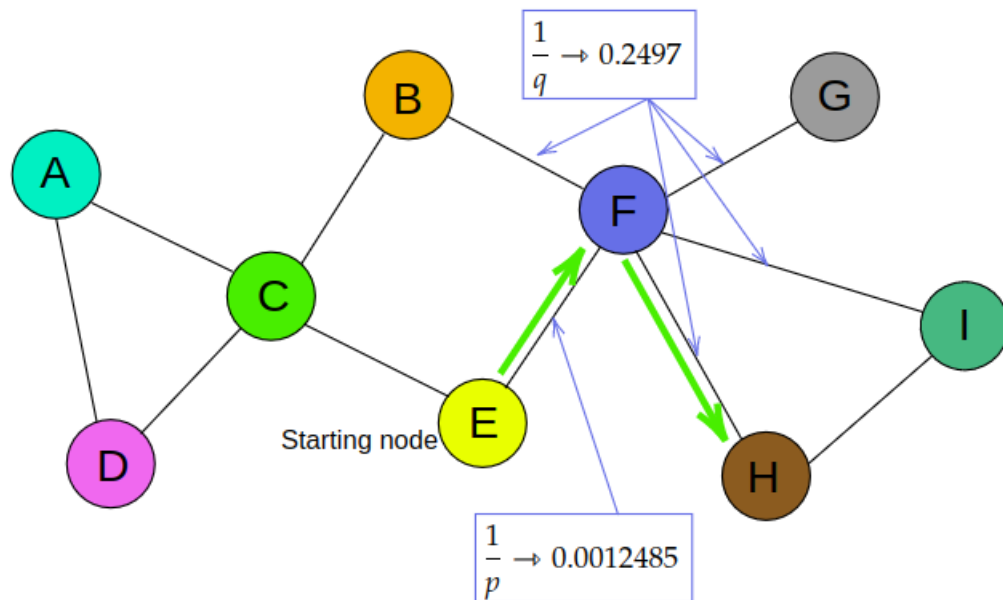 1/q → 0.2497
B
G
A
F
C
I
E
Starting node
D
H
1/p → 0.0012485